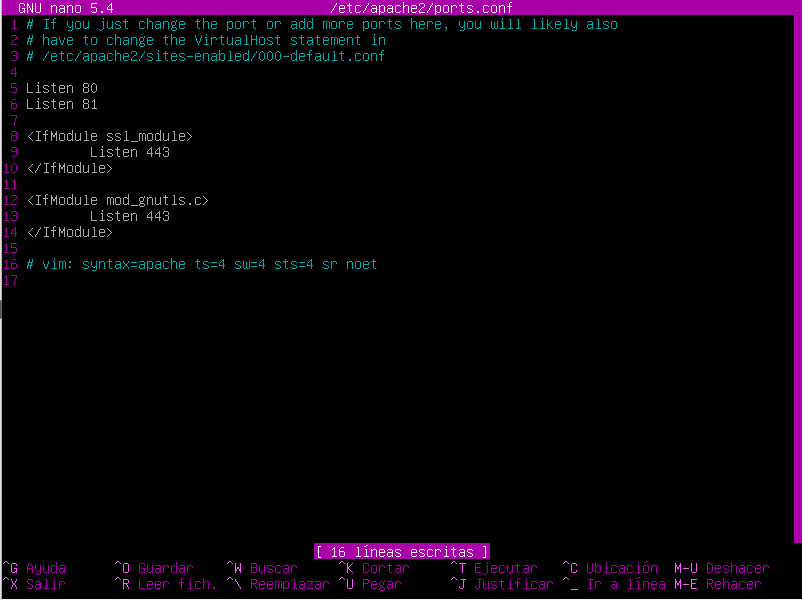 GNU nano 5.4 /etc/apache2/ports.conf
1 # If you just change the port or add more ports here, you will likely also
2 # have to change the VirtualHost statement in
3 # /etc/apache2/sites-enabled/000-default.conf
4
5 Listen 80
6 Listen 81
7
8 <IfModule ssl_module>
9         Listen 443
10 </IfModule>
11
12 <IfModule mod_gnutls.c>
13         Listen 443
14 </IfModule>
15
16 # vim: syntax=apache ts=4 sw=4 sts=4 sr noet
17
[ 16 líneas escritas ]
^G Ayuda ^O Guardar ^W Buscar ^K Cortar ^T Ejecutar ^C Ubicación M-U Deshacer
^X Salir ^R Leer fich. ^\ Reemplazar ^U Pegar ^J Justificar ^_ Ir a línea M-E Rehacer